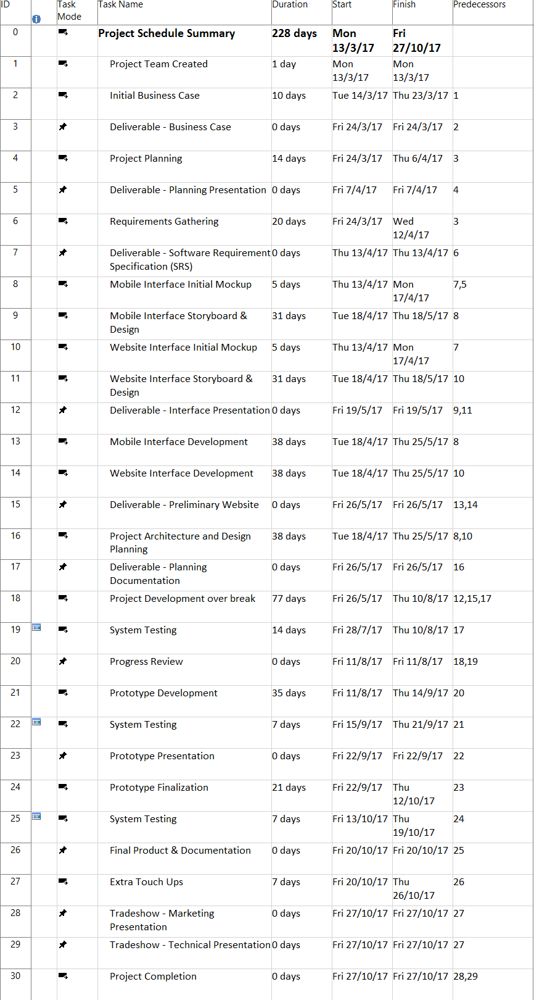 ID Task Mode Task Name Duration Start Finish Predecessors
0 Project Schedule Summary 228 days Mon 13/3/17 Fri 27/10/17
1 Project Team Created 1 day Mon 13/3/17 Mon 13/3/17
2 Initial Business Case 10 days Tue 14/3/17 Thu 23/3/17 1
3 Deliverable - Business Case 0 days Fri 24/3/17 Fri 24/3/17 2
4 Project Planning 14 days Fri 24/3/17 Thu 6/4/17 3
5 Deliverable - Planning Presentation 0 days Fri 7/4/17 Fri 7/4/17 4
6 Requirements Gathering 20 days Fri 24/3/17 Wed 12/4/17 3
7 Deliverable - Software Requirement Specification (SRS) 0 days Thu 13/4/17 Thu 13/4/17 6
8 Mobile Interface Initial Mockup 5 days Thu 13/4/17 Mon 17/4/17 7,5
9 Mobile Interface Storyboard & Design 31 days Tue 18/4/17 Thu 18/5/17 8
10 Website Interface Initial Mockup 5 days Thu 13/4/17 Mon 17/4/17 7
11 Website Interface Storyboard & Design 31 days Tue 18/4/17 Thu 18/5/17 10
12 Deliverable - Interface Presentation 0 days Fri 19/5/17 Fri 19/5/17 9,11
13 Mobile Interface Development 38 days Tue 18/4/17 Thu 25/5/17 8
14 Website Interface Development 38 days Tue 18/4/17 Thu 25/5/17 10
15 Deliverable - Preliminary Website 0 days Fri 26/5/17 Fri 26/5/17 13,14
16 Project Architecture and Design Planning 38 days Tue 18/4/17 Thu 25/5/17 8,10
17 Deliverable - Planning Documentation 0 days Fri 26/5/17 Fri 26/5/17 16
18 Project Development over break 77 days Fri 26/5/17 Thu 10/8/17 12,15,17
19 System Testing 14 days Fri 28/7/17 Thu 10/8/17 17
20 Progress Review 0 days Fri 11/8/17 Fri 11/8/17 18,19
21 Prototype Development 35 days Fri 11/8/17 Thu 14/9/17 20
22 System Testing 7 days Fri 15/9/17 Thu 21/9/17 21
23 Prototype Presentation 0 days Fri 22/9/17 Fri 22/9/17 22
24 Prototype Finalization 21 days Fri 22/9/17 Thu 12/10/17 23
25 System Testing 7 days Fri 13/10/17 Thu 19/10/17 24
26 Final Product & Documentation 0 days Fri 20/10/17 Fri 20/10/17 25
27 Extra Touch Ups 7 days Fri 20/10/17 Thu 26/10/17 26
28 Tradeshow - Marketing Presentation 0 days Fri 27/10/17 Fri 27/10/17 27
29 Tradeshow - Technical Presentation 0 days Fri 27/10/17 Fri 27/10/17 27
30 Project Completion 0 days Fri 27/10/17 Fri 27/10/17 28,29